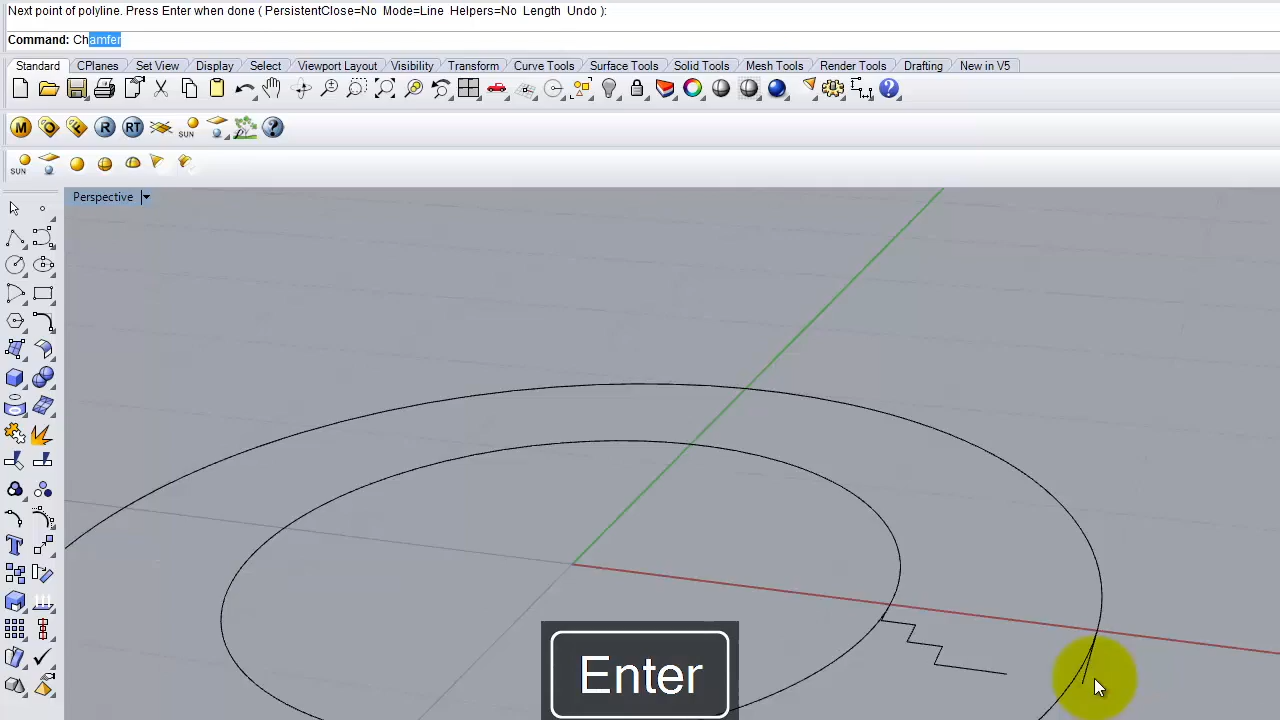 Next point of polyline. Press Enter when done ( PersistentClose=No Mode=Line Helpers=No Length Undo ):
Command: Chamfer
Standard CPlanes Set View Display Select Viewport Layout Visibility Transform Curve Tools Surface Tools Solid Tools Mesh Tools Render Tools Drafting New in V5
M O F R RT SUN ?
SUN
Perspective
Enter